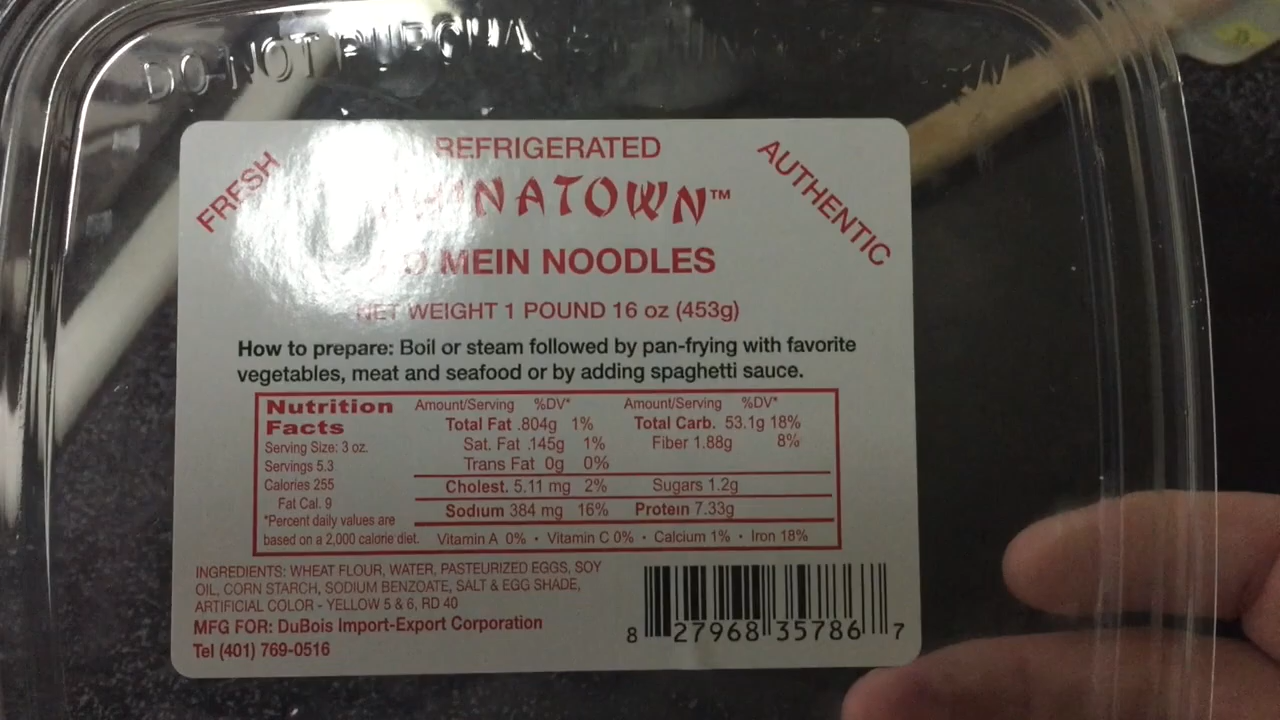 DO NOT PURCHA
REFRIGERATED
FRESH
AUTHENTIC
HINATOWN™
O MEIN NOODLES
NET WEIGHT 1 POUND 16 oz (453g)
How to prepare: Boil or steam followed by pan-frying with favorite
vegetables, meat and seafood or by adding spaghetti sauce.
Nutrition Facts
Serving Size: 3 oz.
Servings 5.3
Calories 255
Fat Cal. 9
*Percent daily values are
based on a 2,000 calorie diet.
Amount/Serving %DV* Amount/Serving %DV*
Total Fat .804g 1% Total Carb. 53.1g 18%
Sat. Fat .145g 1% Fiber 1.88g 8%
Trans Fat 0g 0%
Cholest. 5.11 mg 2% Sugars 1.2g
Sodium 384 mg 16% Protein 7.33g
Vitamin A 0% • Vitamin C 0% • Calcium 1% • Iron 18%
INGREDIENTS: WHEAT FLOUR, WATER, PASTEURIZED EGGS, SOY
OIL, CORN STARCH, SODIUM BENZOATE, SALT & EGG SHADE,
ARTIFICIAL COLOR - YELLOW 5 & 6, RD 40
MFG FOR: DuBois Import-Export Corporation
Tel (401) 769-0516
8 27968 35786 7